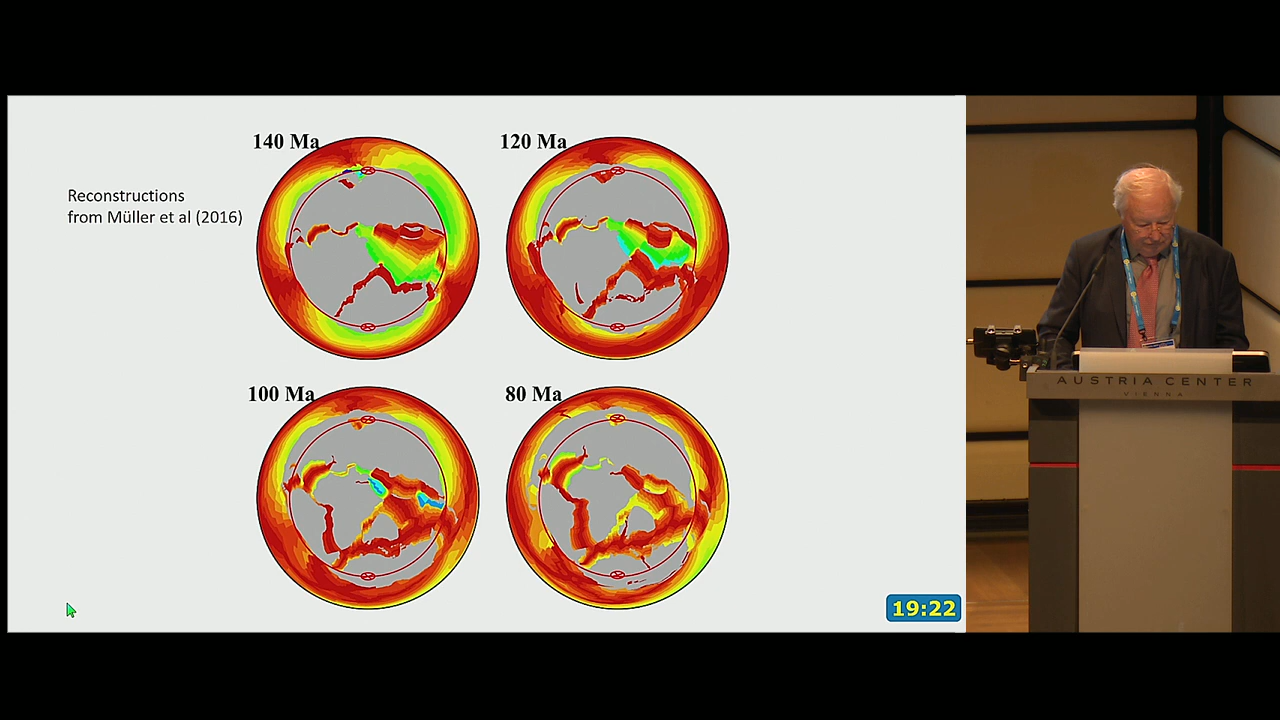 140 Ma
120 Ma
Reconstructions
from Müller et al (2016)
100 Ma
80 Ma
19:22
AUSTRIA CENTER
VIENNA